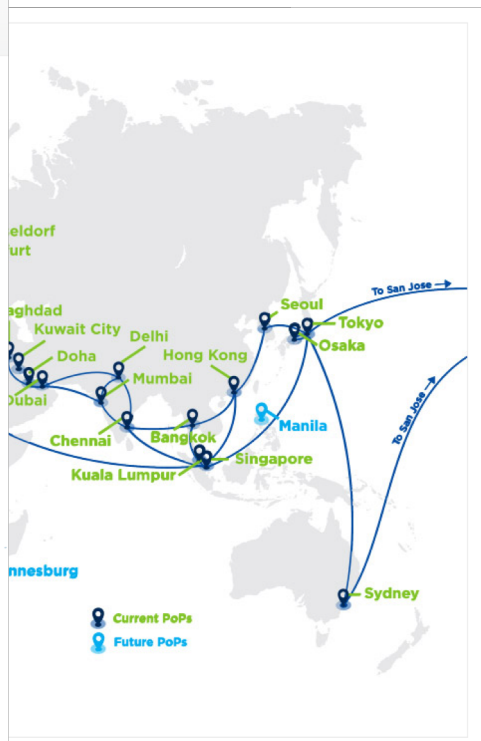 eldorf
urt
To San Jose
Seoul
aghdad
Kuwait City
Tokyo
Delhi
Osaka
Doha
Hong Kong
Mumbai
Dubai
To San Jose
Manila
Chennai
Bangkok
Singapore
Kuala Lumpur
nnesburg
Sydney
Current PoPs
Future PoPs